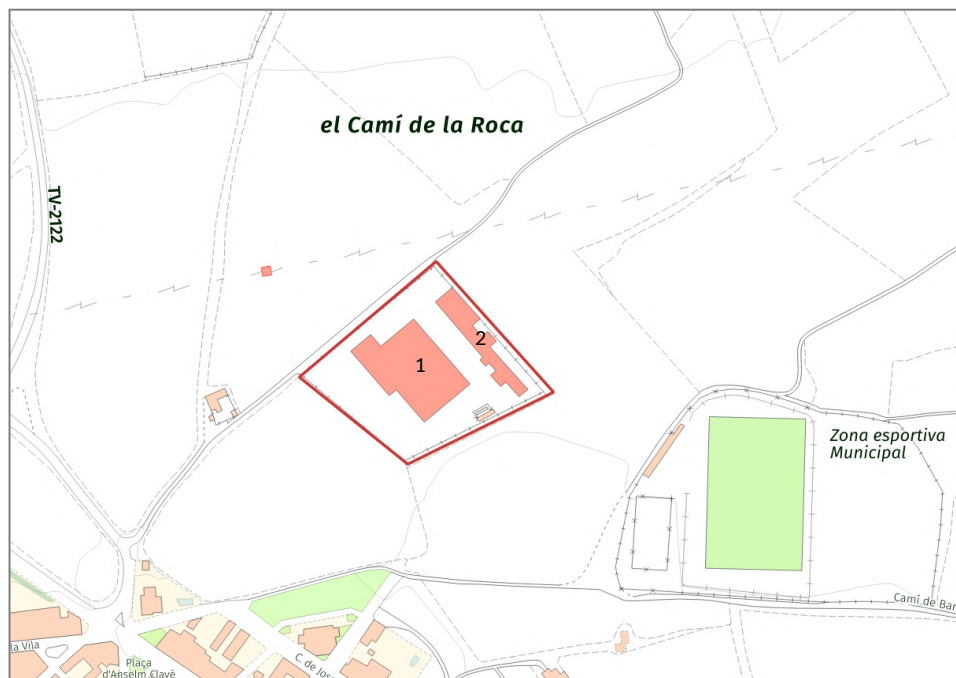 el Camí de la Roca
TV-2122
2
1
Zona esportiva
Municipal
Camí de Bar
la Vila
C. de Jos
Plaça
d'Anselm Clavé